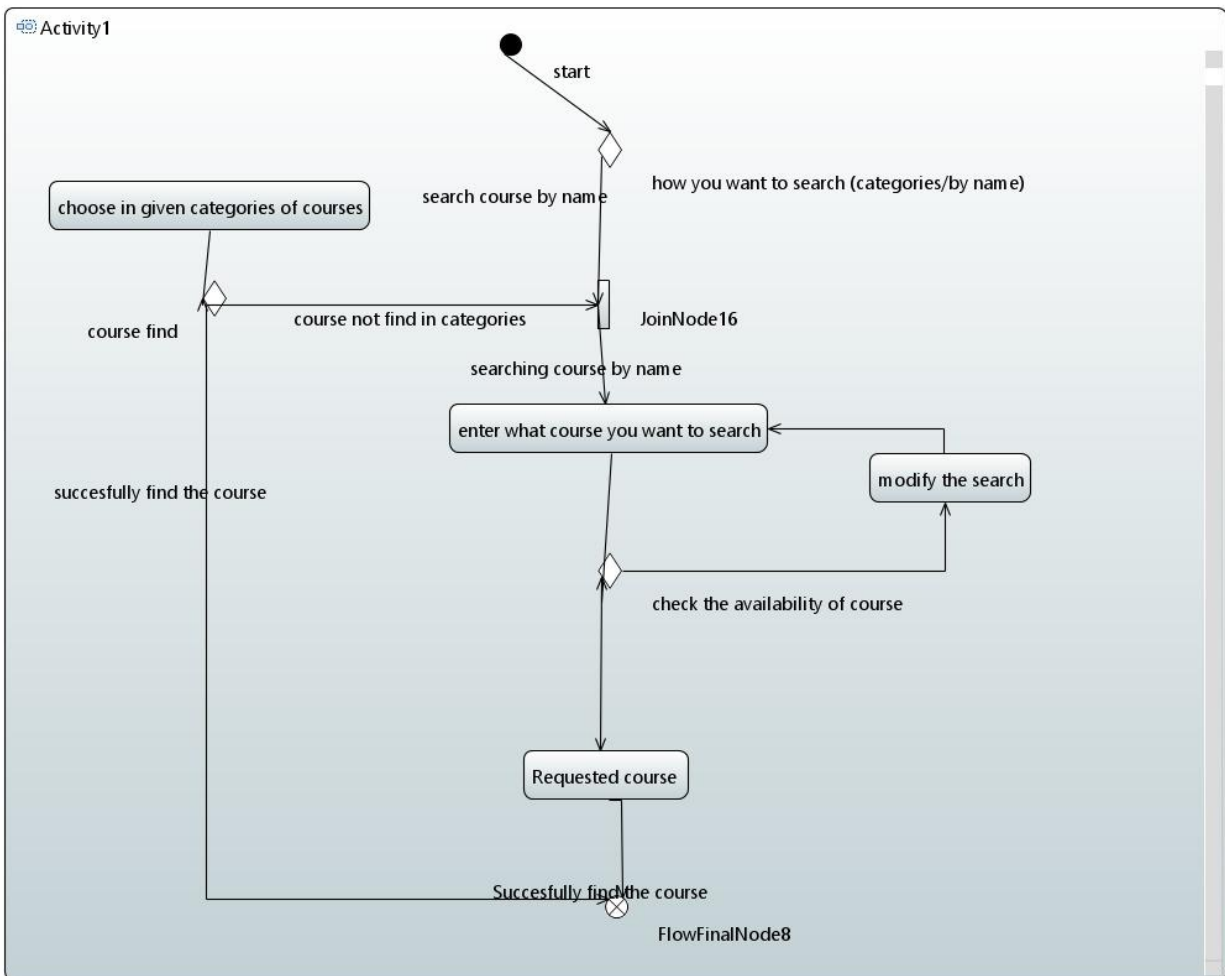 Activity1
start
how you want to search (categories/by name)
search course by name
choose in given categories of courses
course find
course not find in categories
JoinNode16
searching course by name
enter what course you want to search
modify the search
succesfully find the course
check the availability of course
Requested course
Succesfully find the course
FlowFinalNode8